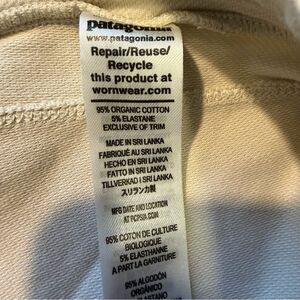 patagonia
www.patagonia.com
Repair/Reuse/
Recycle
this product at
wornwear.com
95% ORGANIC COTTON
5% ELASTANE
EXCLUSIVE OF TRIM
MADE IN SRI LANKA
FABRIQUÉ AU SRI LANKA
HECHO EN SRI LANKA
FATTO IN SRI LANKA
TILLVERKAD I SRI LANKA
スリランカ製
MFG DATE AND LOCATION
AT PCPSIA.COM
95% COTON DE CULTURE
BIOLOGIQUE
5% ÉLASTHANNE
A PART LA GARNITURE
95% ALGODÓN
ORGÁNICO
ELASTANO